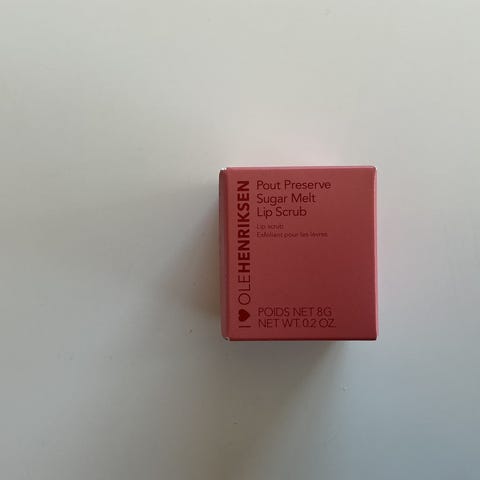 I ♥ OLEHENRIKSEN
Pout Preserve
Sugar Melt
Lip Scrub
Lip scrub
Exfoliant pour les lèvres
POIDS NET 8G
NET WT. 0.2 OZ.